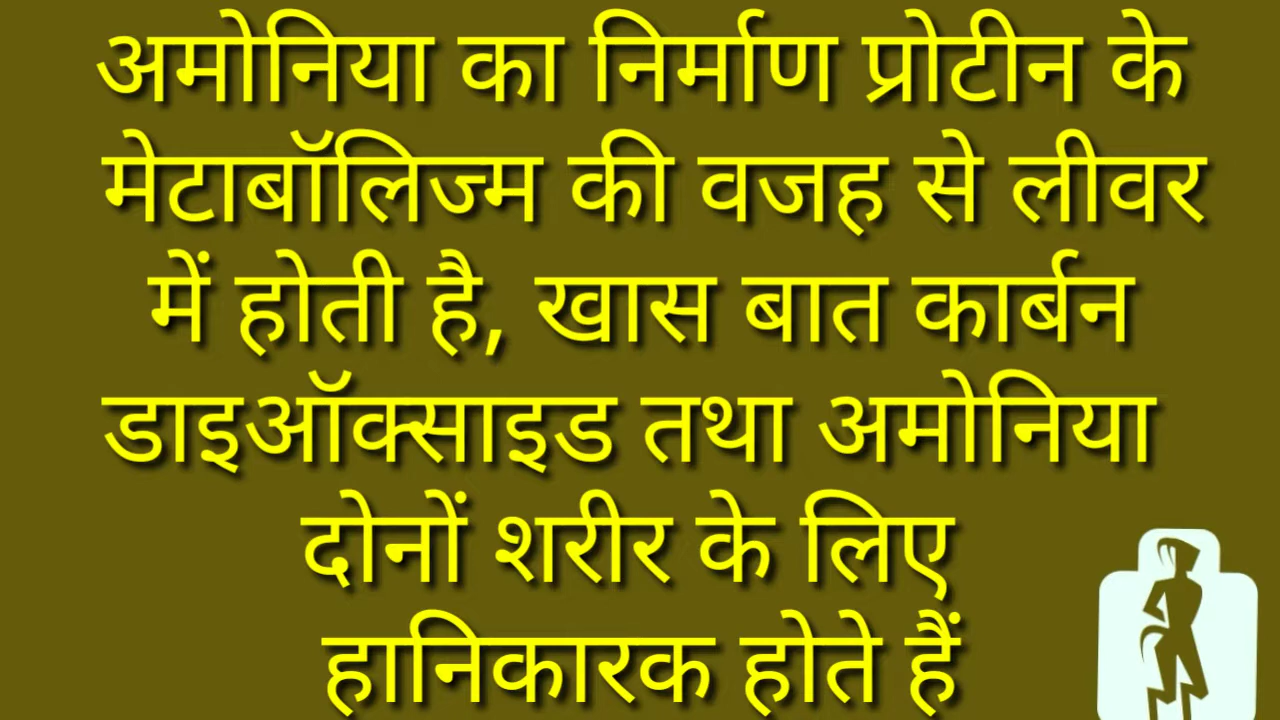 अमोनिया का निर्माण प्रोटीन के
मेटाबॉलिज्म की वजह से लीवर
में होती है, खास बात कार्बन
डाइऑक्साइड तथा अमोनिया
दोनों शरीर के लिए
हानिकारक होते हैं